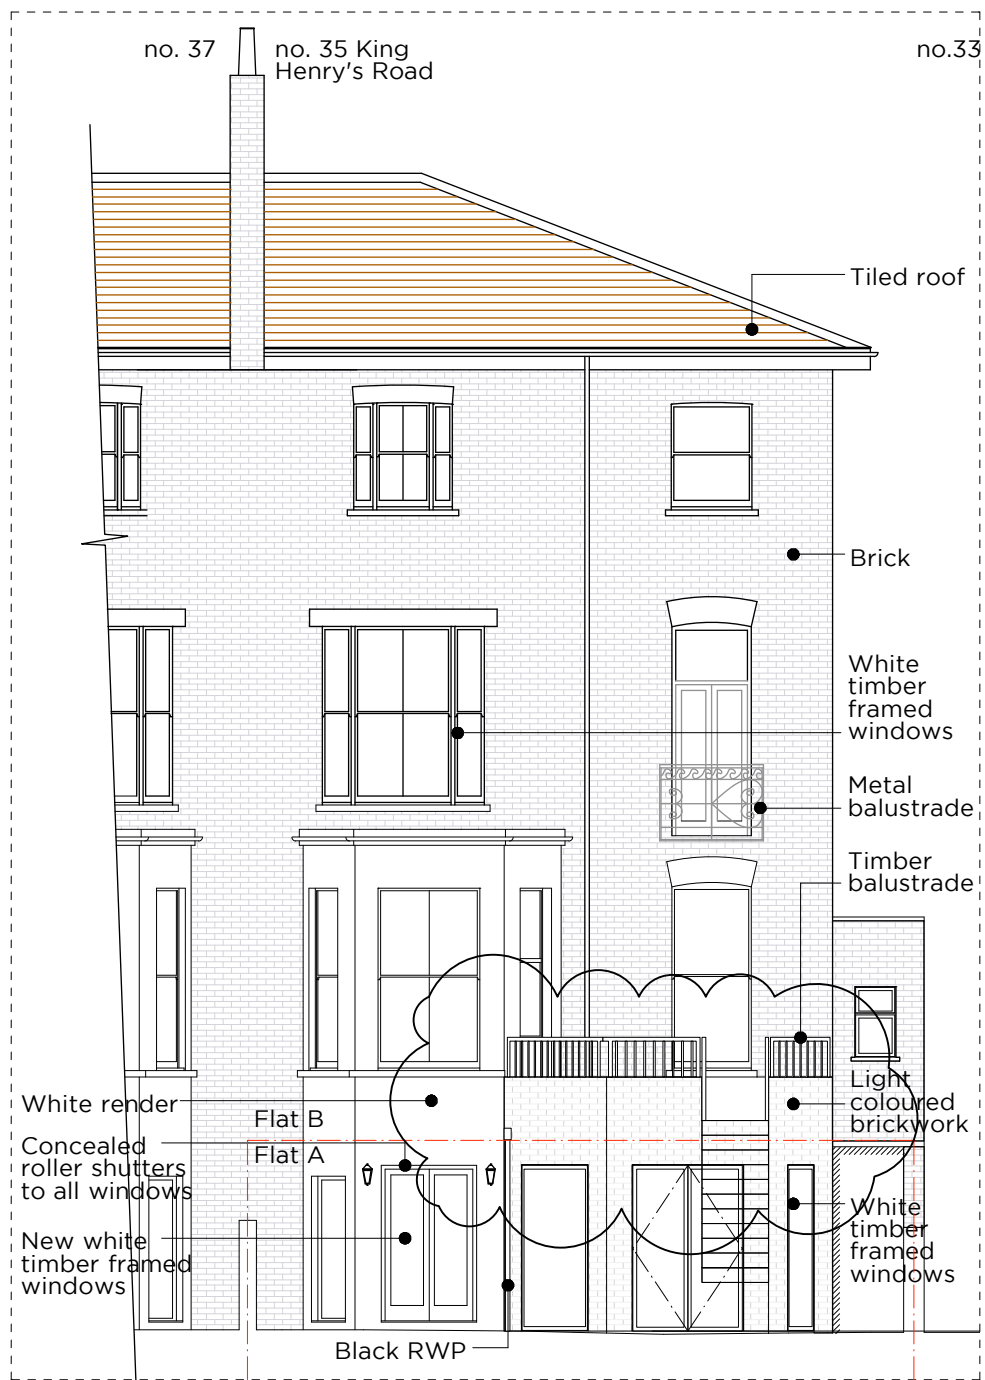 no. 37
no. 35 King
Henry's Road
no.33
Tiled roof
Brick
White
timber
framed
windows
Metal
balustrade
Timber
balustrade
Light
coloured
brickwork
White render
Flat B
Flat A
Concealed
roller shutters
to all windows
New white
timber framed
windows
White
timber
framed
windows
Black RWP